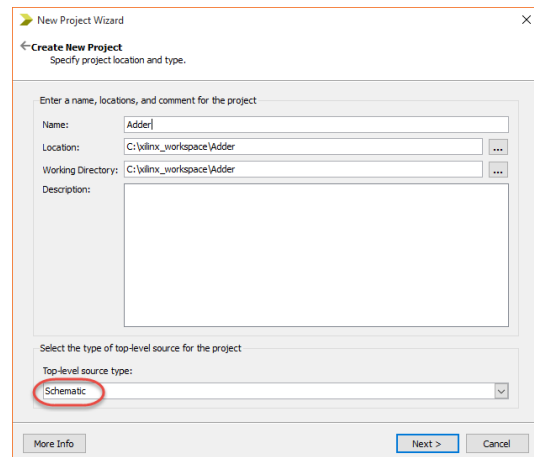 New Project Wizard
Create New Project
Specify project location and type.
Enter a name, locations, and comment for the project
Name: Adder
Location: C:\xilinx_workspace\Adder ...
Working Directory: C:\xilinx_workspace\Adder ...
Description:
Select the type of top-level source for the project
Top-level source type:
Schematic
More Info Next > Cancel